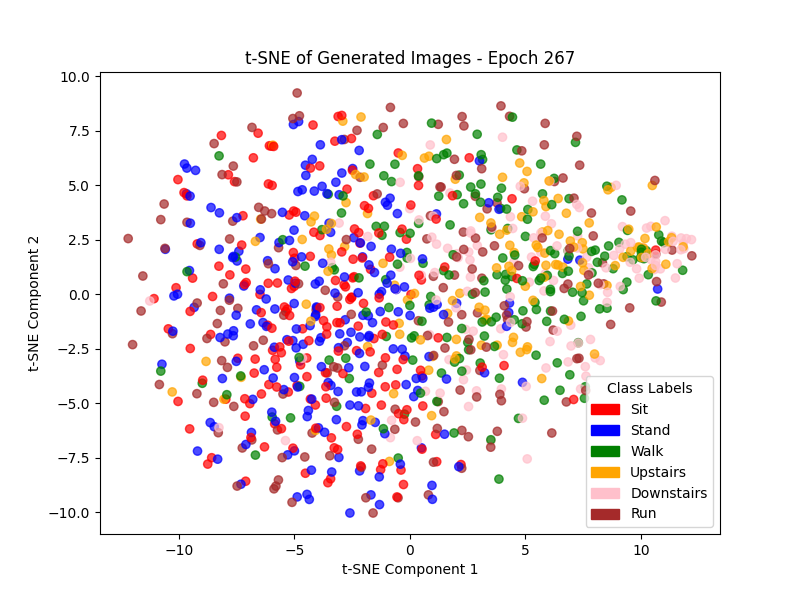 t-SNE of Generated Images - Epoch 267
t-SNE Component 2
10.0
7.5
5.0
2.5
0.0
−2.5
−5.0
−7.5
−10.0
Class Labels
Sit
Stand
Walk
Upstairs
Downstairs
Run
−10
−5
0
5
10
t-SNE Component 1